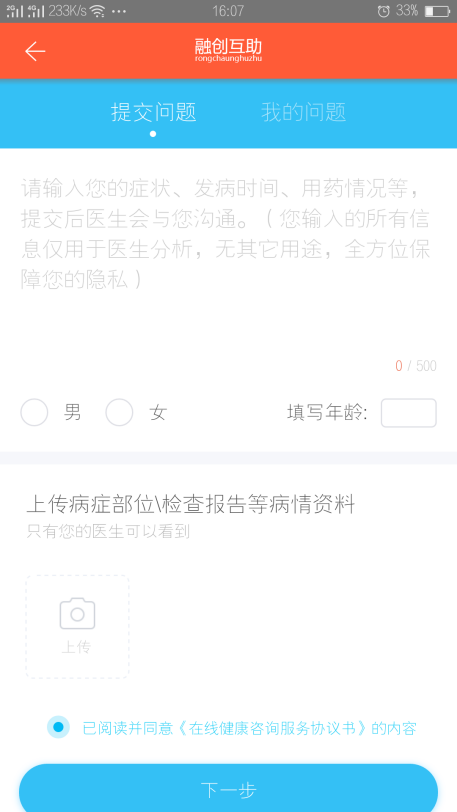 2G 4G 233K/s 16:07 33%
融创互助
rongchaunghuzhu
提交问题 我的问题
请输入您的症状、发病时间、用药情况等，
提交后医生会与您沟通。（您输入的所有信
息仅用于医生分析，无其它用途，全方位保
障您的隐私）
0 / 500
男 女 填写年龄:
上传病症部位\检查报告等病情资料
只有您的医生可以看到
上传
已阅读并同意《在线健康咨询服务协议书》的内容
下一步